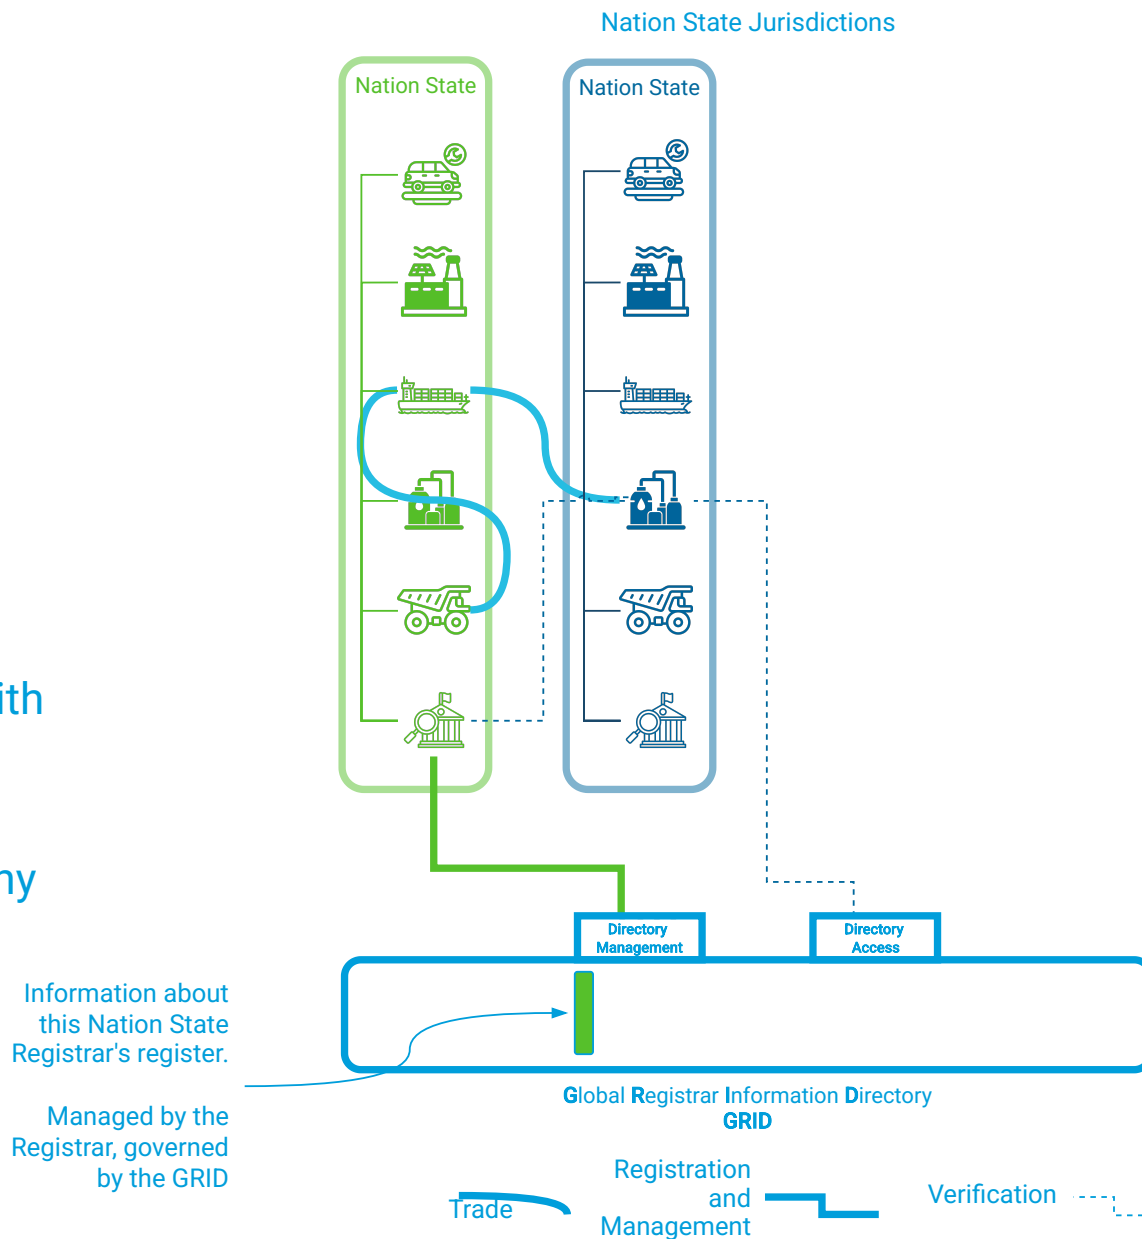 Nation State Jurisdictions
Nation State
Nation State
ith
ny
Directory
Management
Directory
Access
Information about
this Nation State
Registrar's register.
Managed by the
Registrar, governed
by the GRID
Global Registrar Information Directory
GRID
Trade
Registration
and
Management
Verification